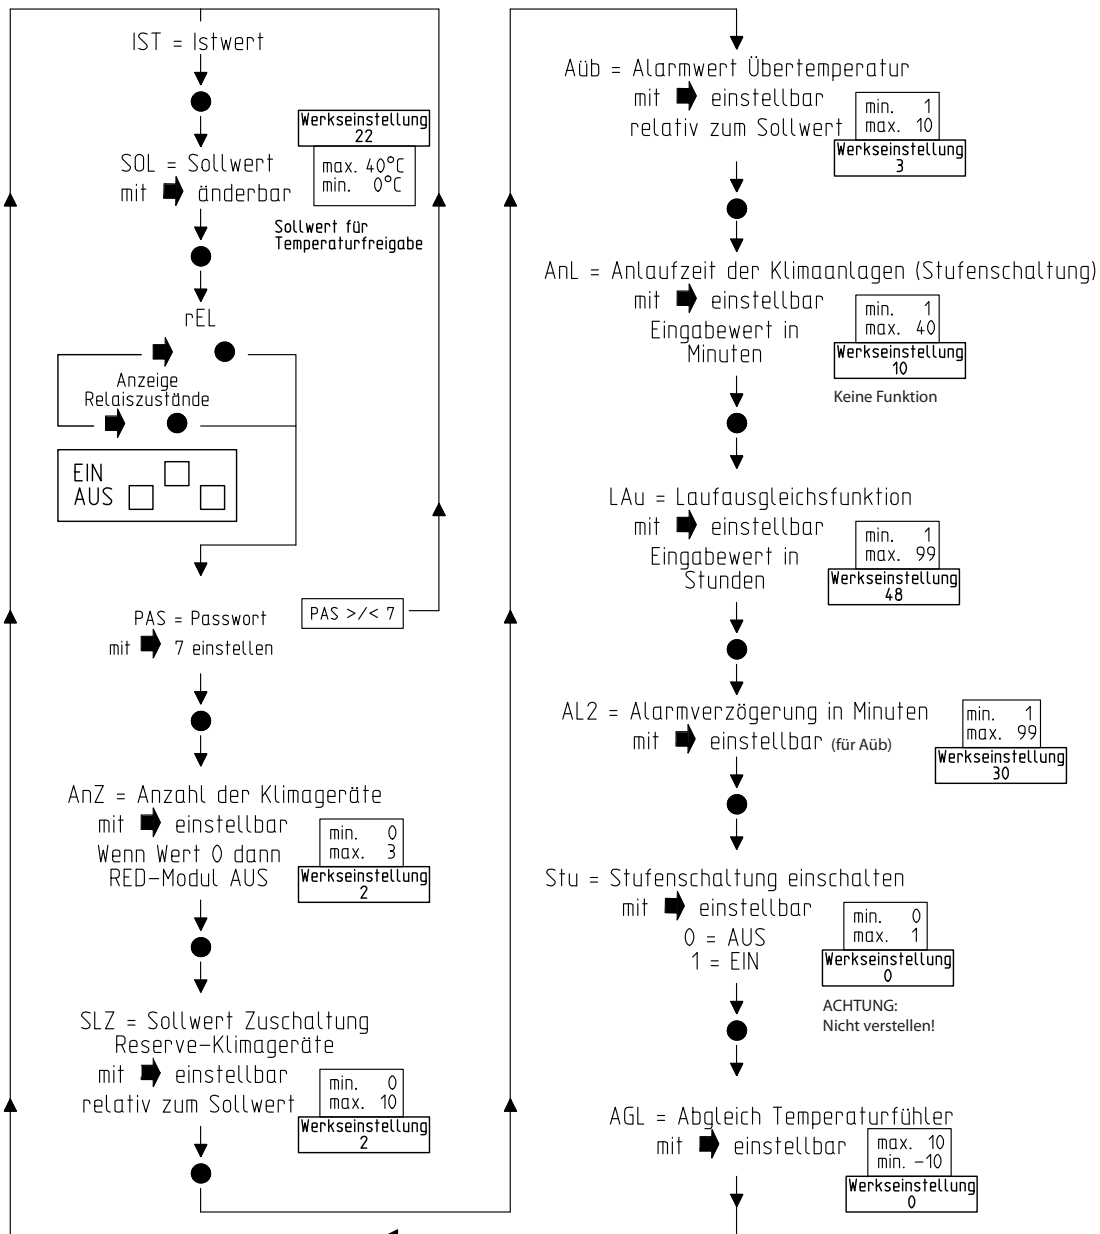 IST = Istwert
Werkseinstellung
22
SOL = Sollwert
mit änderbar
max. 40°C
min. 0°C
Sollwert für
Temperaturfreigabe
rEL
Anzeige
Relaiszustände
EIN
AUS
PAS = Passwort
mit 7 einstellen
PAS >/< 7
AnZ = Anzahl der Klimageräte
mit einstellbar
Wenn Wert 0 dann
RED-Modul AUS
min. 0
max. 3
Werkseinstellung
2
SLZ = Sollwert Zuschaltung
Reserve-Klimageräte
mit einstellbar
relativ zum Sollwert
min. 0
max. 10
Werkseinstellung
2
Aüb = Alarmwert Übertemperatur
mit einstellbar
relativ zum Sollwert
min. 1
max. 10
Werkseinstellung
3
AnL = Anlaufzeit der Klimaanlagen (Stufenschaltung)
mit einstellbar
Eingabewert in
Minuten
min. 1
max. 40
Werkseinstellung
10
Keine Funktion
LAu = Laufausgleichsfunktion
mit einstellbar
Eingabewert in
Stunden
min. 1
max. 99
Werkseinstellung
48
AL2 = Alarmverzögerung in Minuten
mit einstellbar (für Aüb)
min. 1
max. 99
Werkseinstellung
30
Stu = Stufenschaltung einschalten
mit einstellbar
0 = AUS
1 = EIN
min. 0
max. 1
Werkseinstellung
0
ACHTUNG:
Nicht verstellen!
AGL = Abgleich Temperaturfühler
mit einstellbar
max. 10
min. -10
Werkseinstellung
0